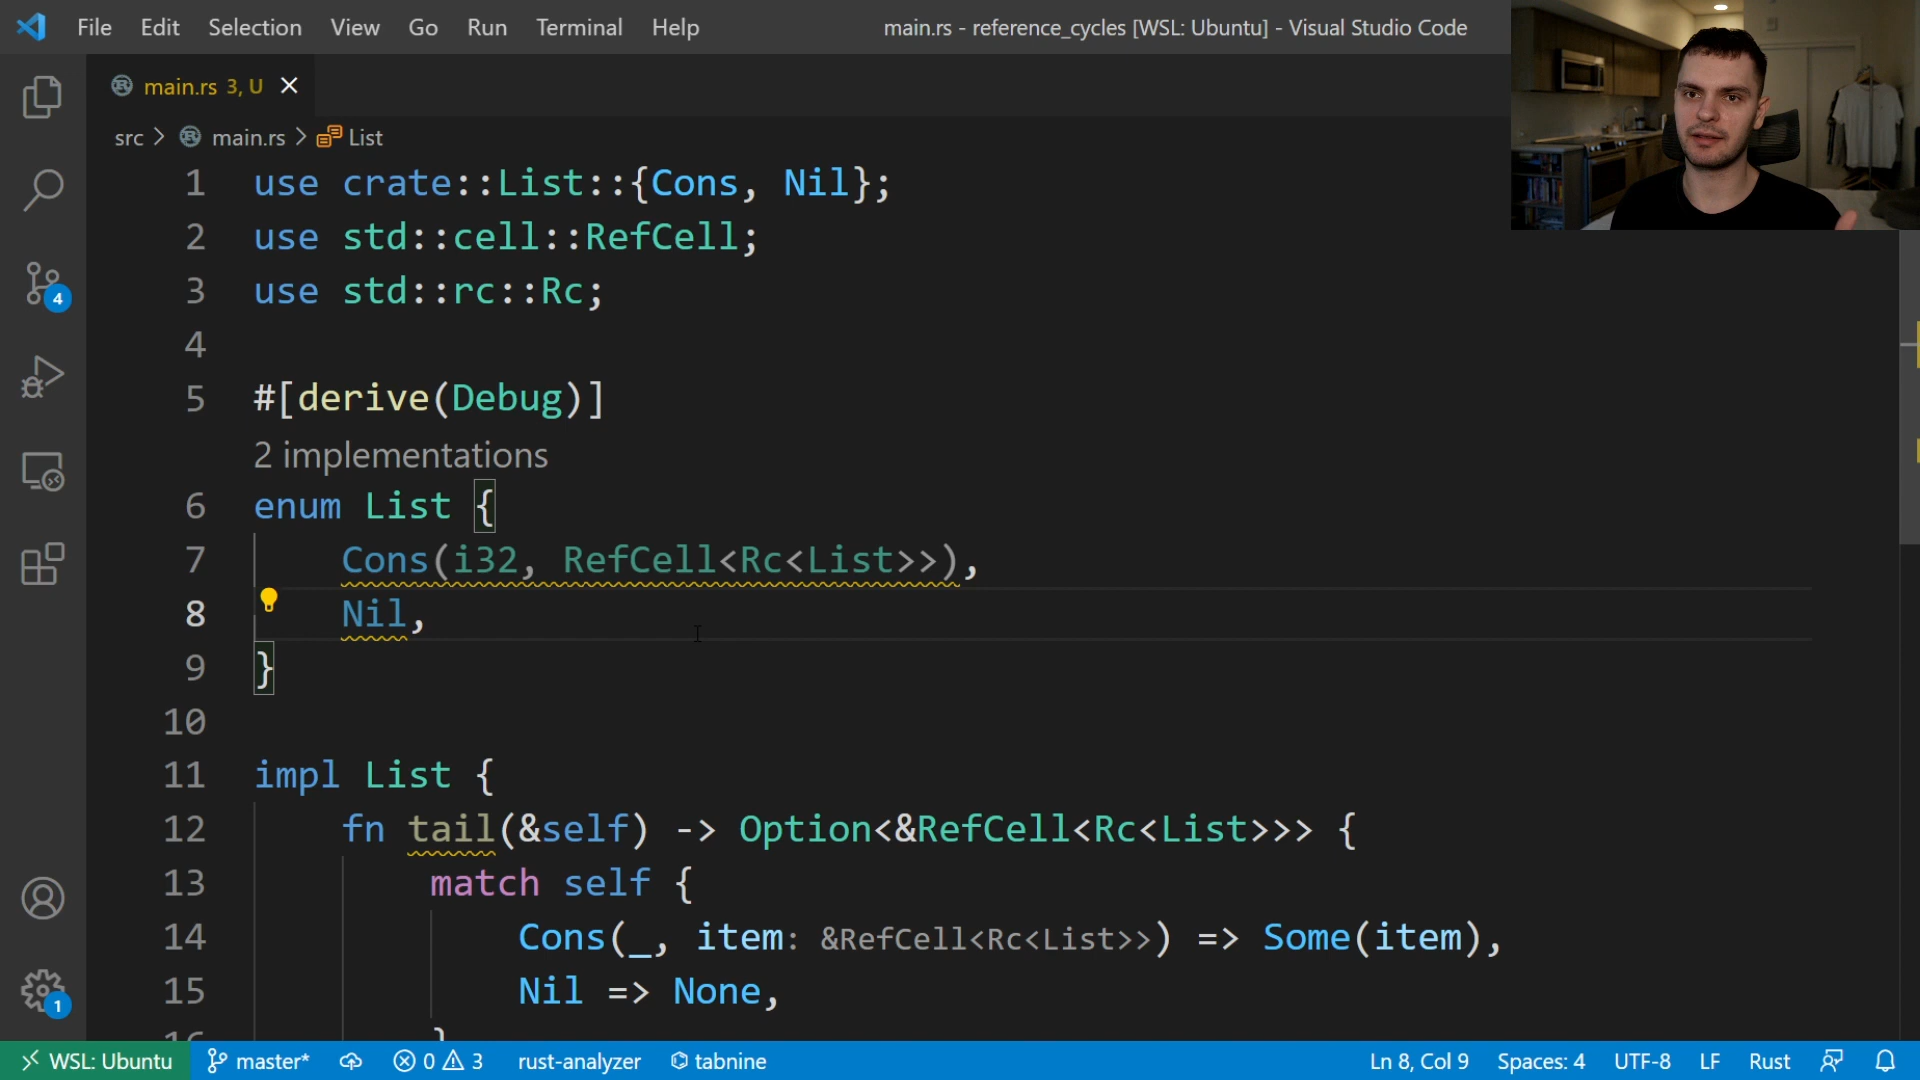 File Edit Selection View Go Run Terminal Help main.rs - reference_cycles [WSL: Ubuntu] - Visual Studio Code
main.rs 3, U
src > main.rs > List
1 use crate::List::{Cons, Nil};
2 use std::cell::RefCell;
3 use std::rc::Rc;
4
5 #[derive(Debug)]
2 implementations
6 enum List {
7 Cons(i32, RefCell<Rc<List>>),
8 Nil,
9 }
10
11 impl List {
12 fn tail(&self) -> Option<&RefCell<Rc<List>>> {
13 match self {
14 Cons(_, item: &RefCell<Rc<List>>) => Some(item),
15 Nil => None,
4
1
WSL: Ubuntu master* 0 3 rust-analyzer tabnine Ln 8, Col 9 Spaces: 4 UTF-8 LF Rust